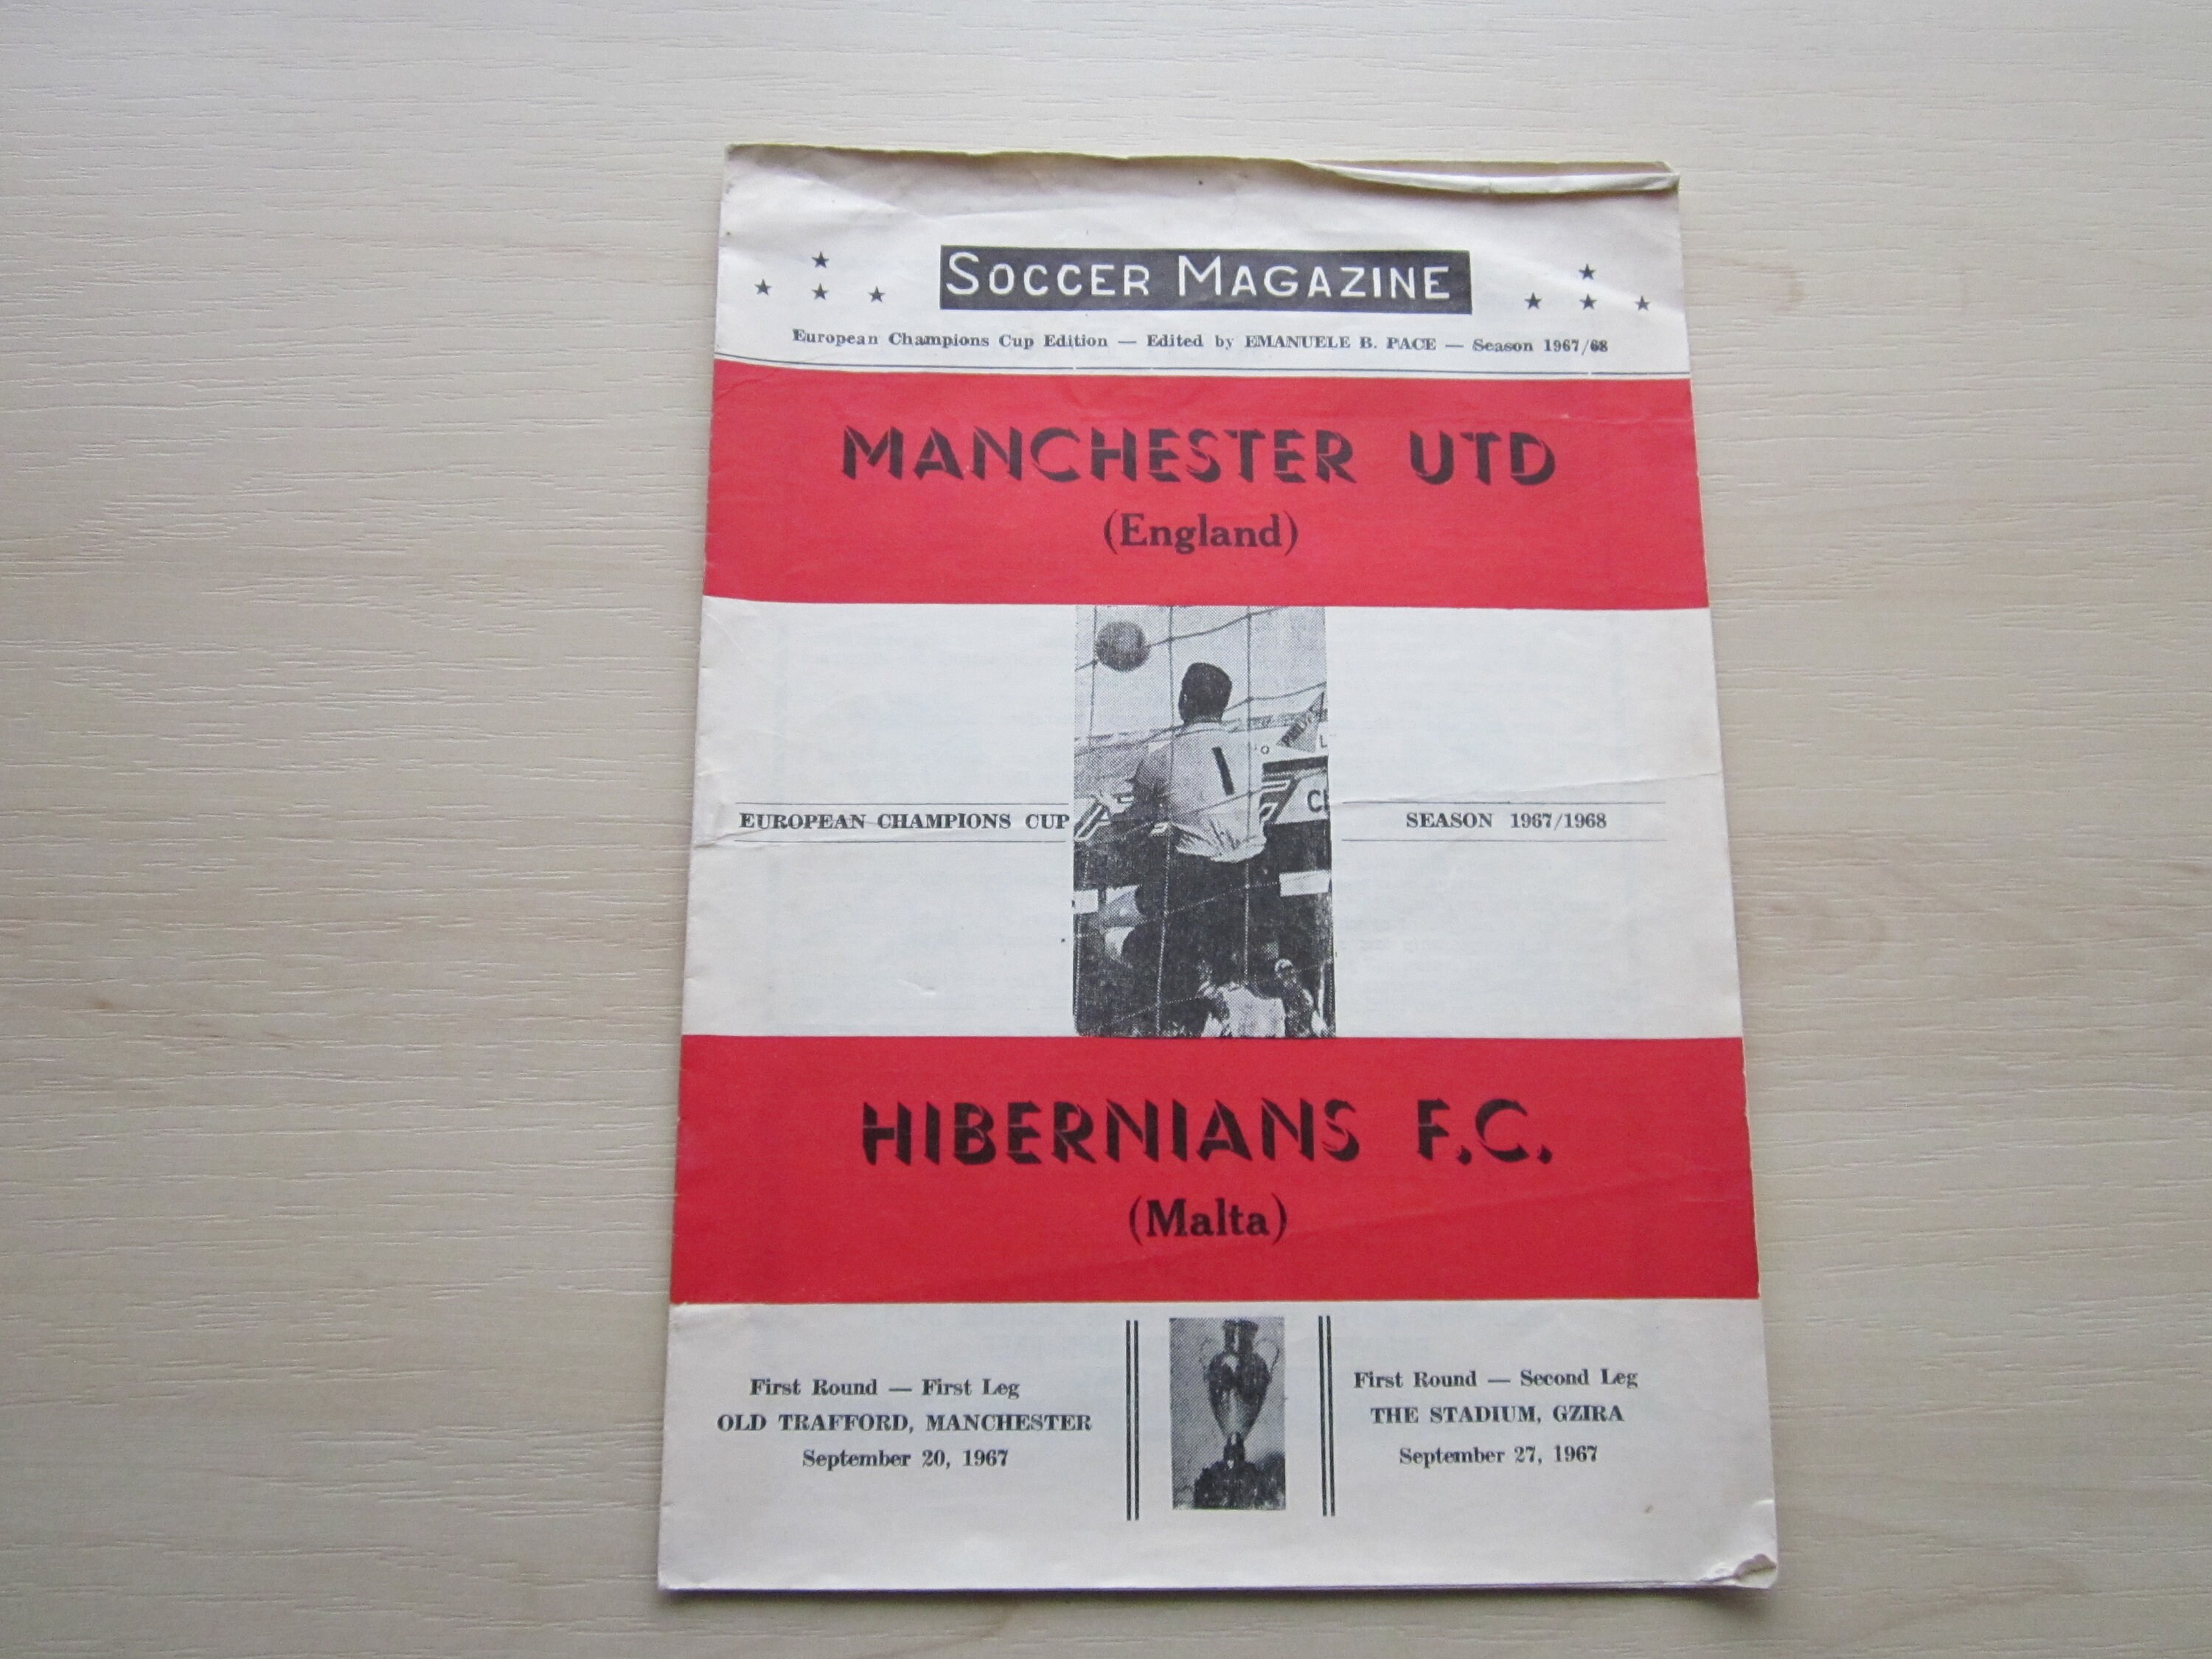 SOCCER MAGAZINE
European Champions Cup Edition — Edited by EMANUELE B. PACE — Season 1967/68
MANCHESTER UTD
(England)
1
EUROPEAN CHAMPIONS CUP
SEASON 1967/1968
HIBERNIANS F.C.
(Malta)
First Round — First Leg
OLD TRAFFORD, MANCHESTER
September 20, 1967
First Round — Second Leg
THE STADIUM, GZIRA
September 27, 1967